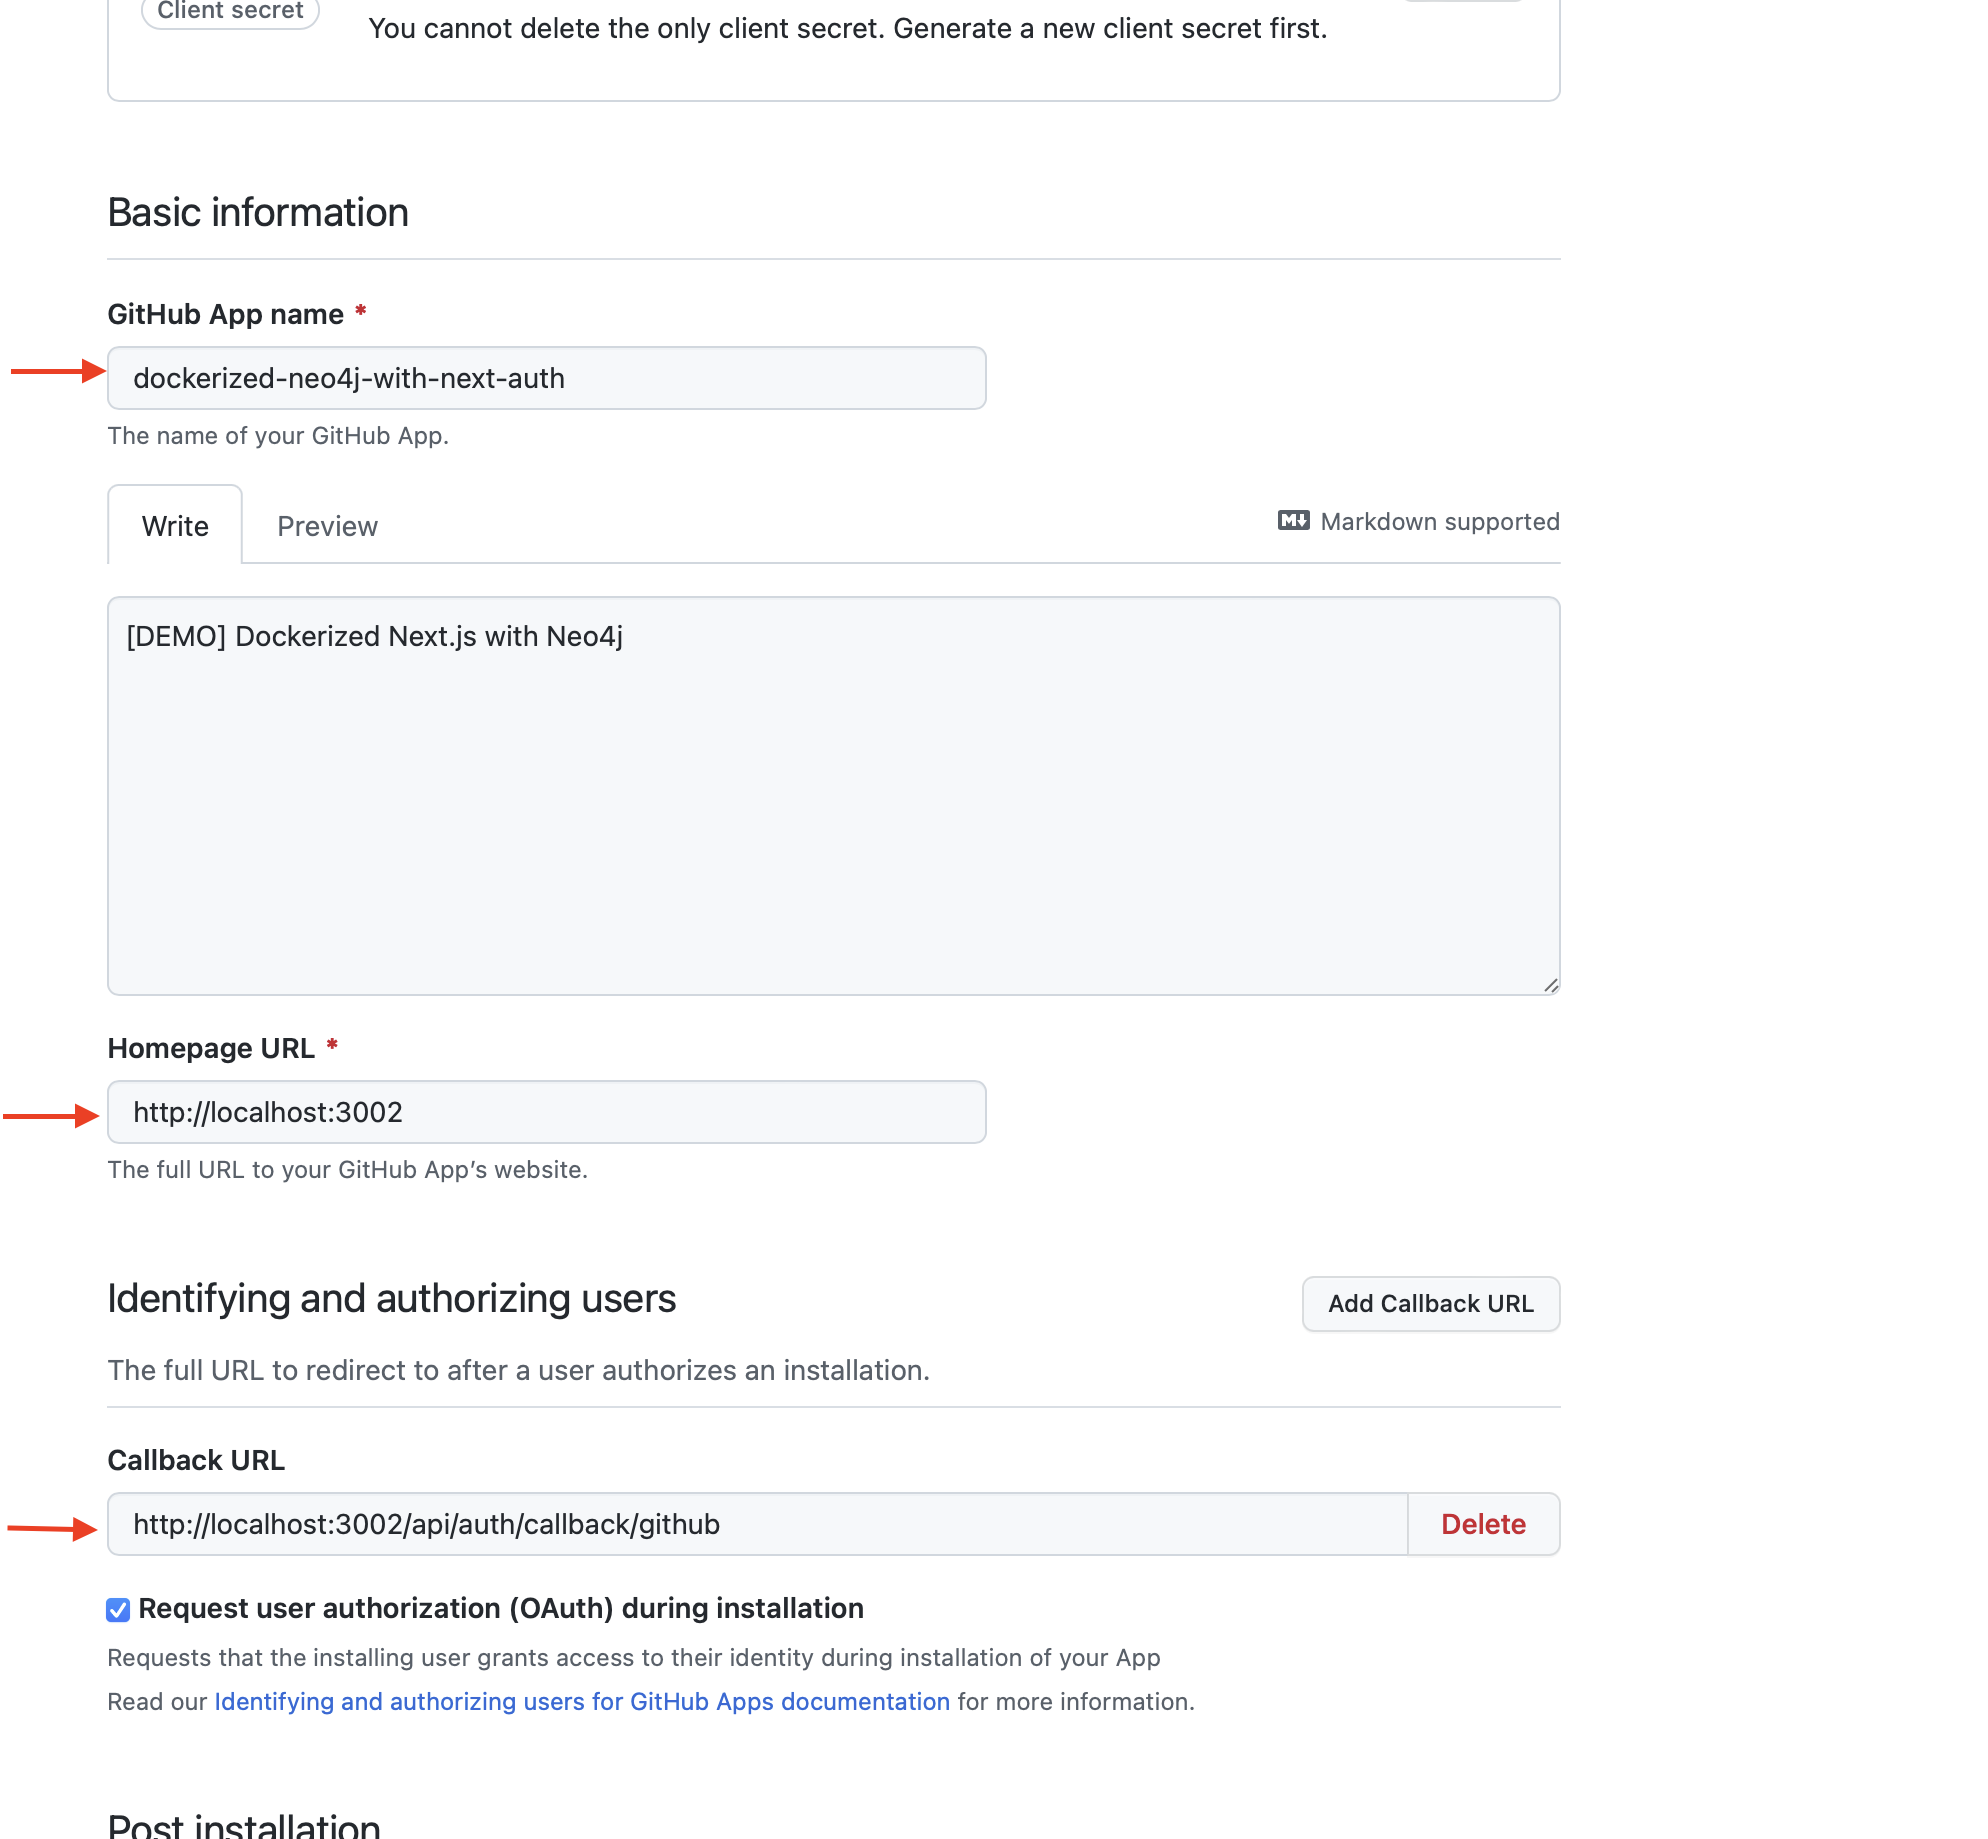 Client secret
You cannot delete the only client secret. Generate a new client secret first.
Basic information
GitHub App name *
dockerized-neo4j-with-next-auth
The name of your GitHub App.
Write Preview Markdown supported
[DEMO] Dockerized Next.js with Neo4j
Homepage URL *
http://localhost:3002
The full URL to your GitHub App’s website.
Identifying and authorizing users Add Callback URL
The full URL to redirect to after a user authorizes an installation.
Callback URL
http://localhost:3002/api/auth/callback/github Delete
Request user authorization (OAuth) during installation
Requests that the installing user grants access to their identity during installation of your App
Read our Identifying and authorizing users for GitHub Apps documentation for more information.
Post installation